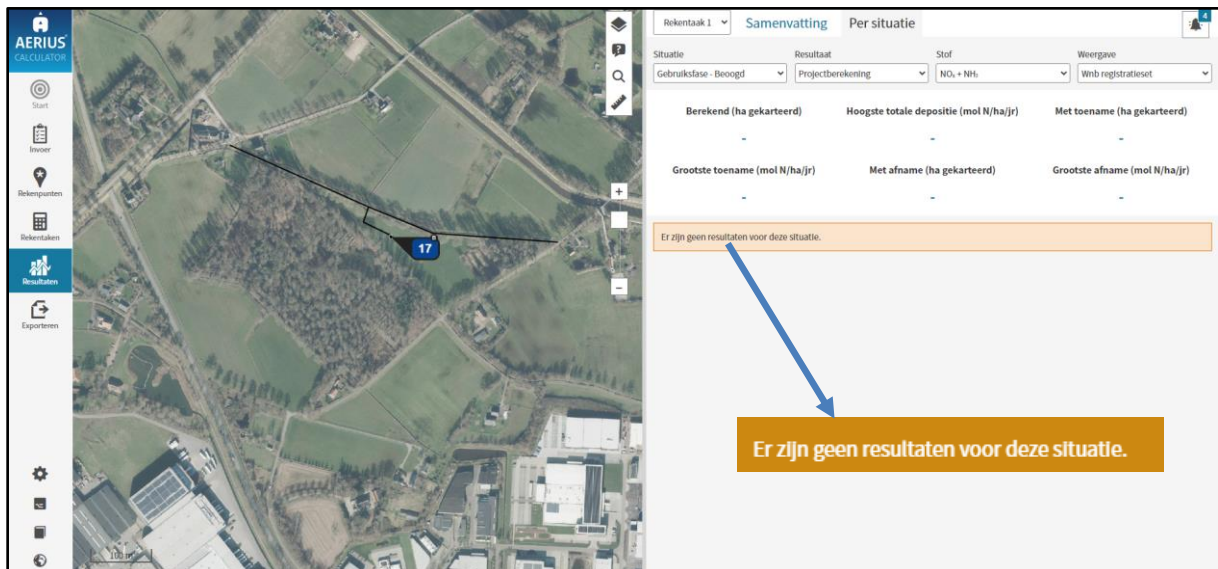 AERIUS
CALCULATOR
Start
Invoer
Rekenpunten
Rekentaken
Resultaten
Exporteren
100 m
17
Rekentaak 1
Samenvatting
Per situatie
4
Situatie
Resultaat
Stof
Weergave
Gebruiksfase - Beoogd
Projectberekening
NOₓ + NH₃
Wnb registratieset
Berekend (ha gekarteerd)
Hoogste totale depositie (mol N/ha/jr)
Met toename (ha gekarteerd)
-
-
-
Grootste toename (mol N/ha/jr)
Met afname (ha gekarteerd)
Grootste afname (mol N/ha/jr)
-
-
-
Er zijn geen resultaten voor deze situatie.
Er zijn geen resultaten voor deze situatie.